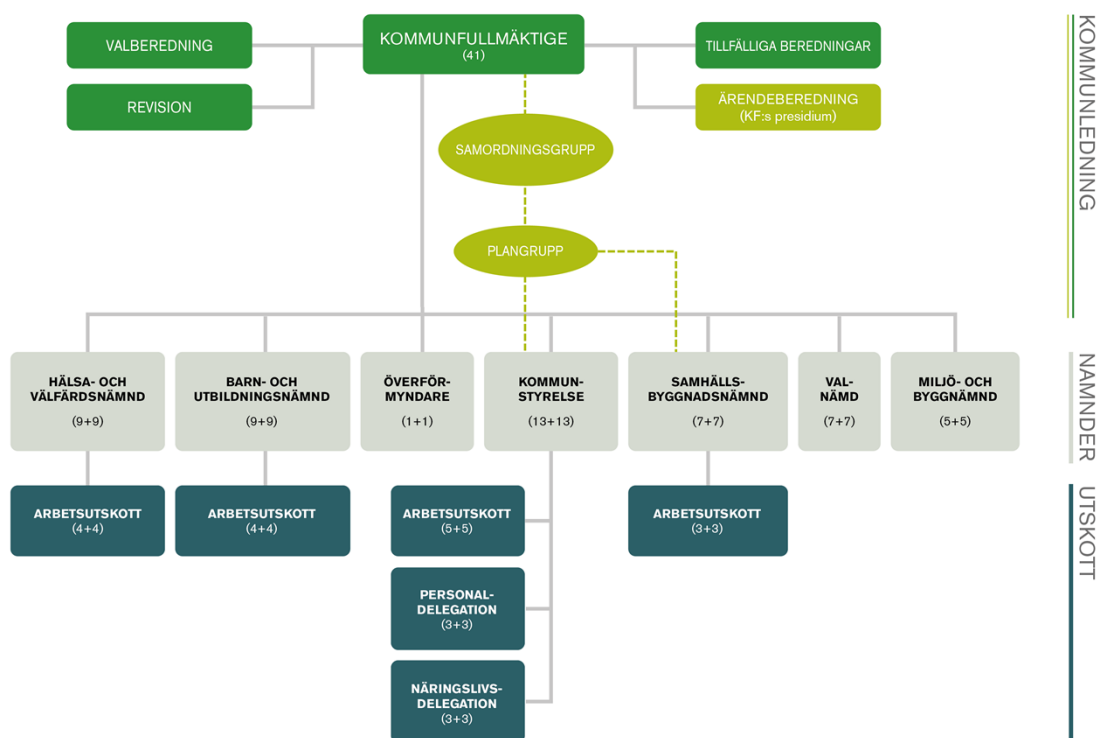 VALBEREDNING
KOMMUNFULLMÄKTIGE
(41)
TILLFÄLLIGA BEREDNINGAR
REVISION
ÄRENDEBEREDNING
(KF:s presidium)
SAMORDNINGSGRUPP
PLANGRUPP
KOMMUNLEDNING
HÄLSA- OCH
VÄLFÄRDSNÄMND
(9+9)
BARN- OCH
UTBILDNINGSNÄMND
(9+9)
ÖVERFÖR-
MYNDARE
(1+1)
KOMMUN-
STYRELSE
(13+13)
SAMHÄLLS-
BYGGNADSNÄMND
(7+7)
VAL-
NÄMD
(7+7)
MILJÖ- OCH
BYGGNÄMND
(5+5)
NÄMNDER
ARBETSUTSKOTT
(4+4)
ARBETSUTSKOTT
(4+4)
ARBETSUTSKOTT
(5+5)
ARBETSUTSKOTT
(3+3)
PERSONAL-
DELEGATION
(3+3)
NÄRINGSLIVS-
DELEGATION
(3+3)
UTSKOTT